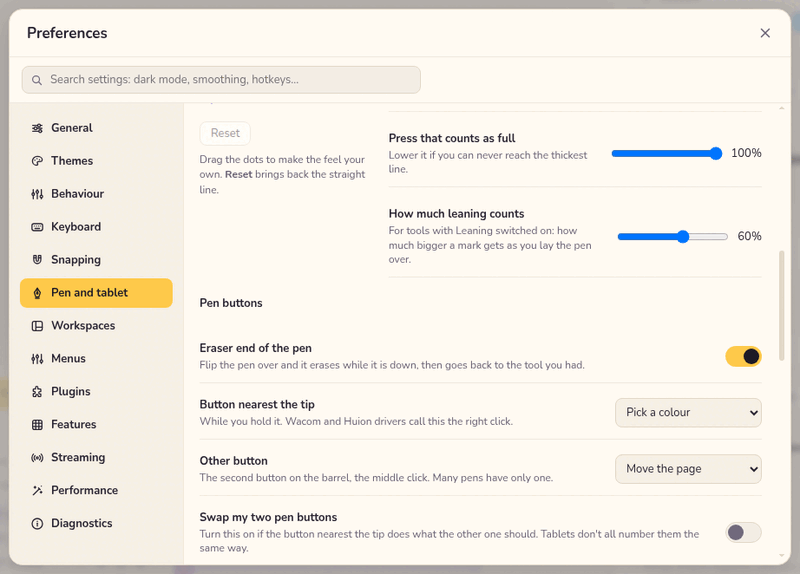 Preferences
Search settings: dark mode, smoothing, hotkeys...
General
Themes
Behaviour
Keyboard
Snapping
Pen and tablet
Workspaces
Menus
Plugins
Features
Streaming
Performance
Diagnostics
Reset
Drag the dots to make the feel your
own. Reset brings back the straight
line.
Press that counts as full
Lower it if you can never reach the thickest
line.
100%
How much leaning counts
For tools with Leaning switched on: how
much bigger a mark gets as you lay the pen
over.
60%
Pen buttons
Eraser end of the pen
Flip the pen over and it erases while it is down, then goes back to the tool you had.
Button nearest the tip
While you hold it. Wacom and Huion drivers call this the right click.
Pick a colour
Other button
The second button on the barrel, the middle click. Many pens have only one.
Move the page
Swap my two pen buttons
Turn this on if the button nearest the tip does what the other one should. Tablets don't all number them the
same way.